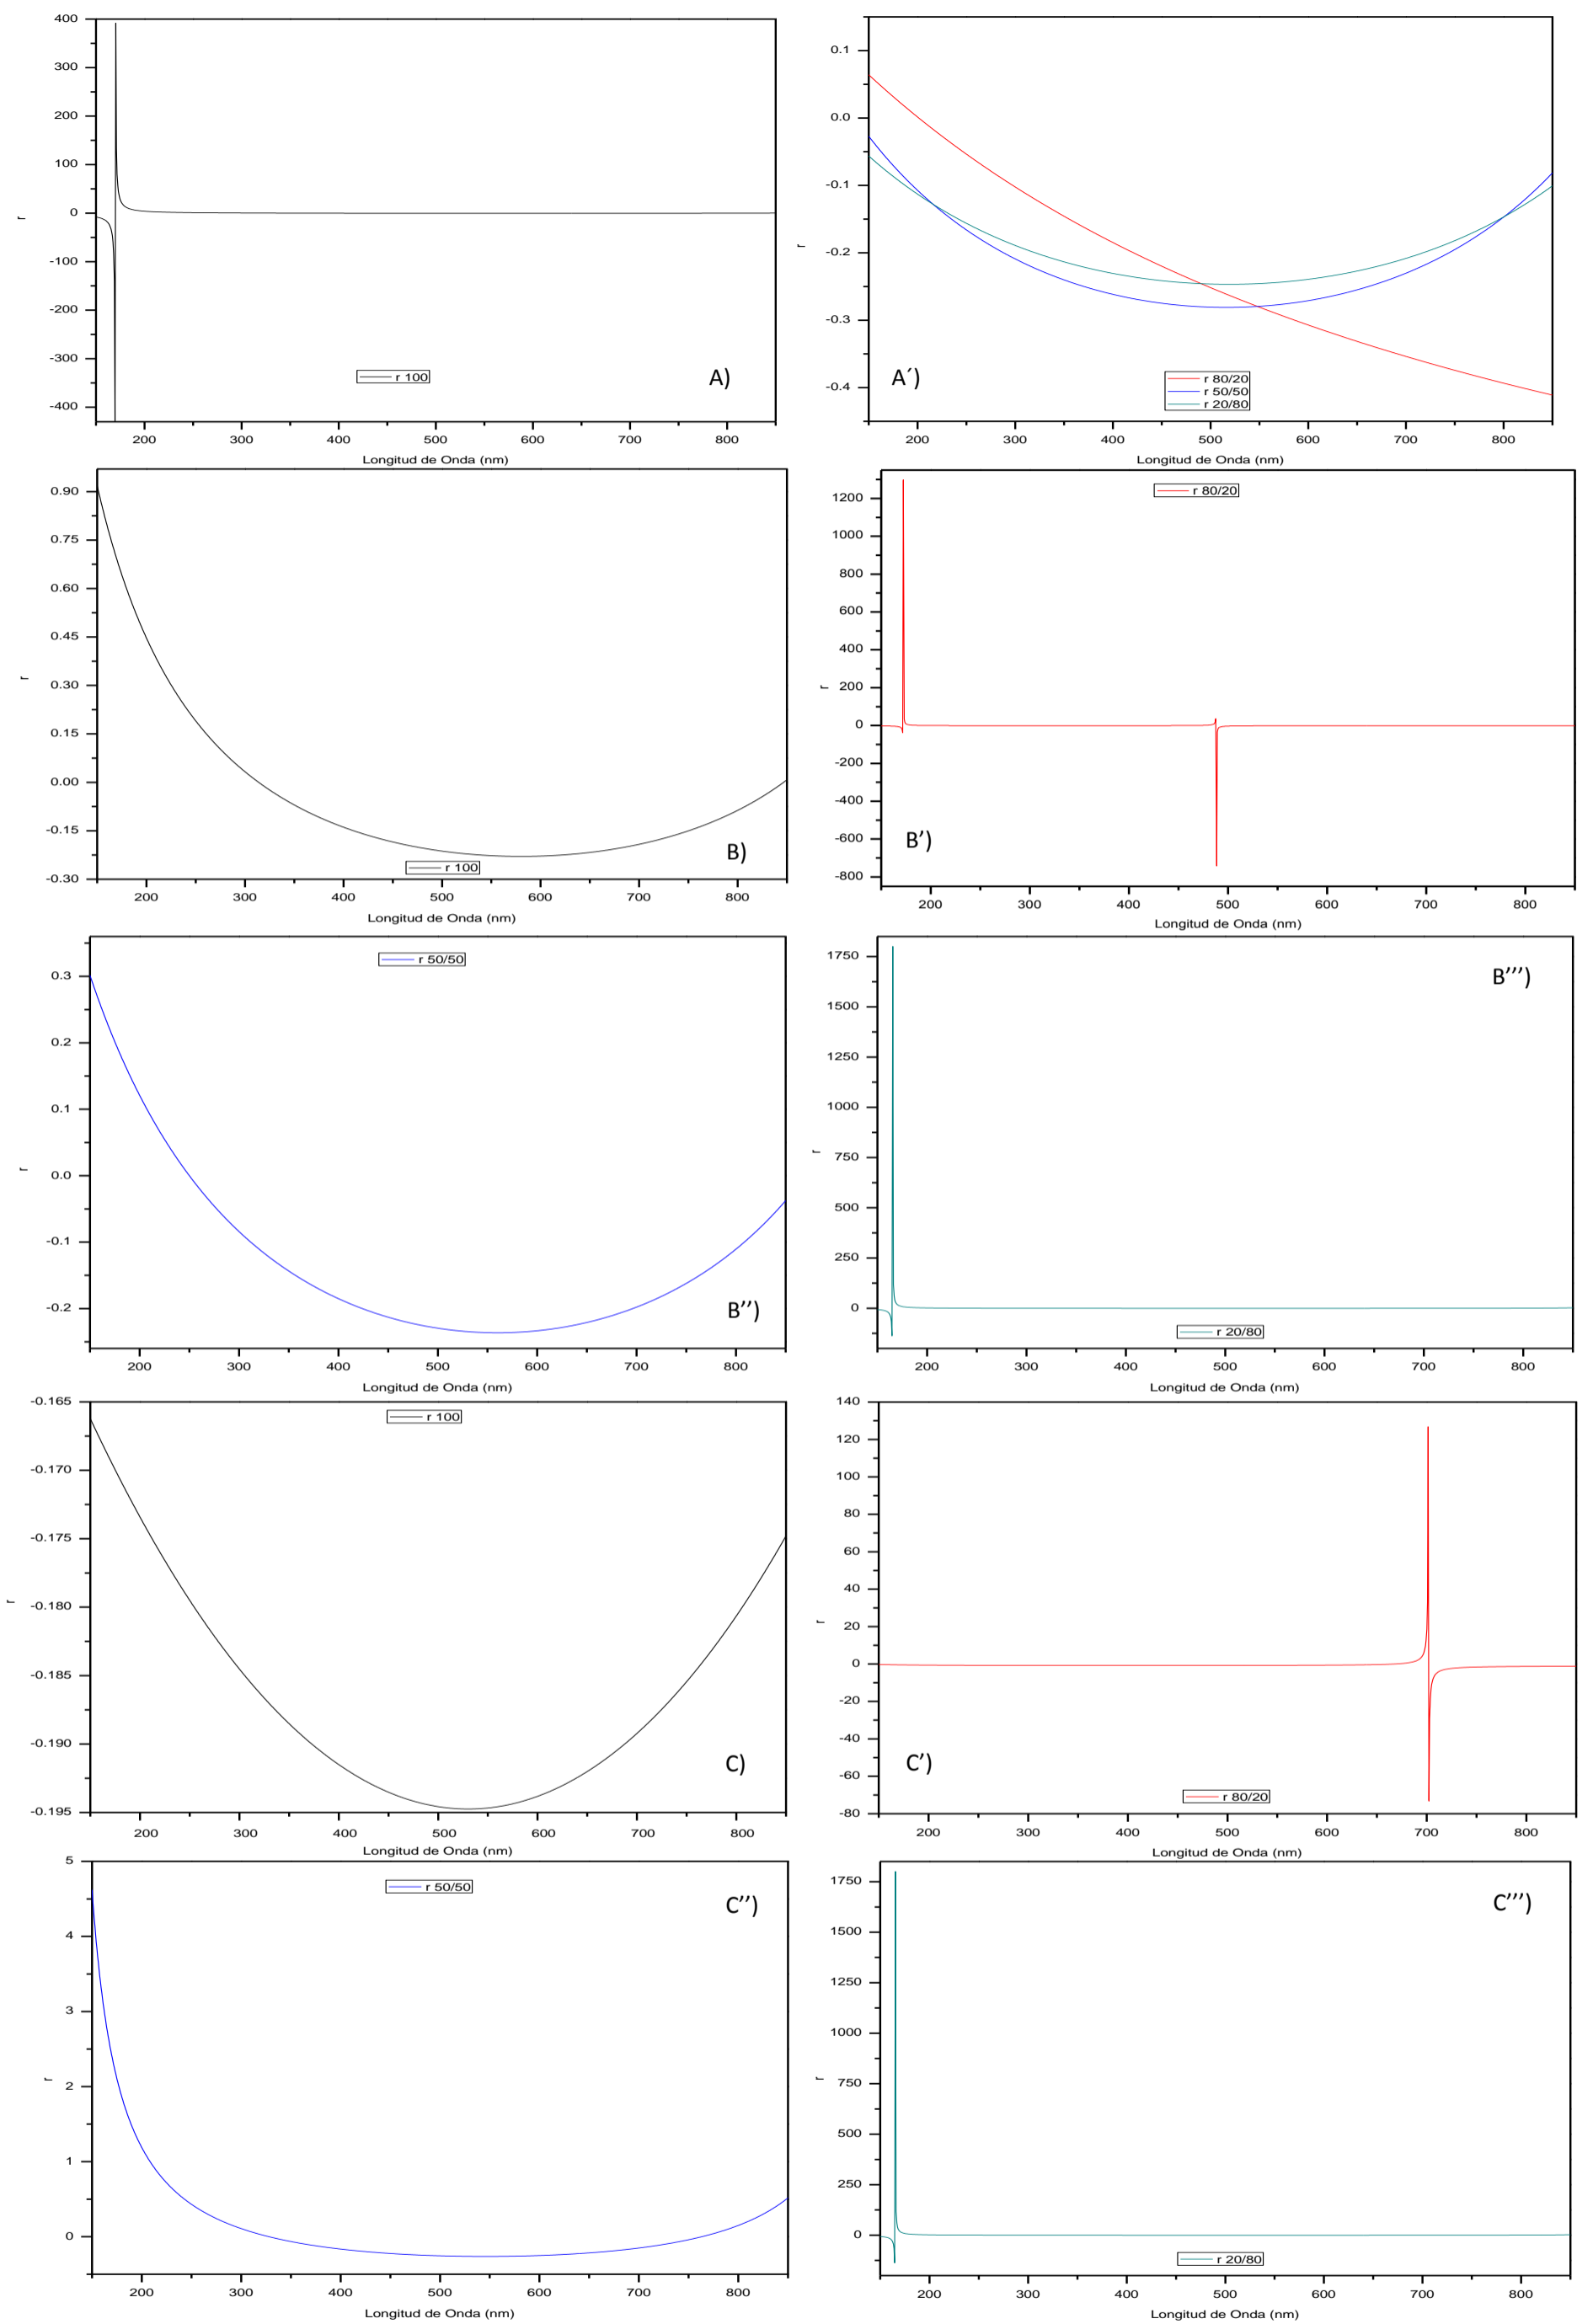 400
300
200
100
0
-100
-200
-300
-400
r
r 100
A)
200 300 400 500 600 700 800
Longitud de Onda (nm)
0.1
0.0
-0.1
-0.2
-0.3
-0.4
r
A´)
r 80/20
r 50/50
r 20/80
200 300 400 500 600 700 800
Longitud de Onda (nm)
0.90
0.75
0.60
0.45
0.30
0.15
0.00
-0.15
-0.30
r
B)
r 100
200 300 400 500 600 700 800
Longitud de Onda (nm)
r 80/20
1200
1000
800
600
400
200
0
-200
-400
-600
-800
r
B')
200 300 400 500 600 700 800
Longitud de Onda (nm)
r 50/50
0.3
0.2
0.1
0.0
-0.1
-0.2
r
B'')
200 300 400 500 600 700 800
Longitud de Onda (nm)
1750
1500
1250
1000
750
500
250
0
r
B''')
r 20/80
200 300 400 500 600 700 800
Longitud de Onda (nm)
-0.165
-0.170
-0.175
-0.180
-0.185
-0.190
-0.195
r
r 100
C)
200 300 400 500 600 700 800
Longitud de Onda (nm)
140
120
100
80
60
40
20
0
-20
-40
-60
-80
r
C')
r 80/20
200 300 400 500 600 700 800
Longitud de Onda (nm)
5
4
3
2
1
0
r
r 50/50
C'')
200 300 400 500 600 700 800
Longitud de Onda (nm)
1750
1500
1250
1000
750
500
250
0
r
C''')
r 20/80
200 300 400 500 600 700 800
Longitud de Onda (nm)